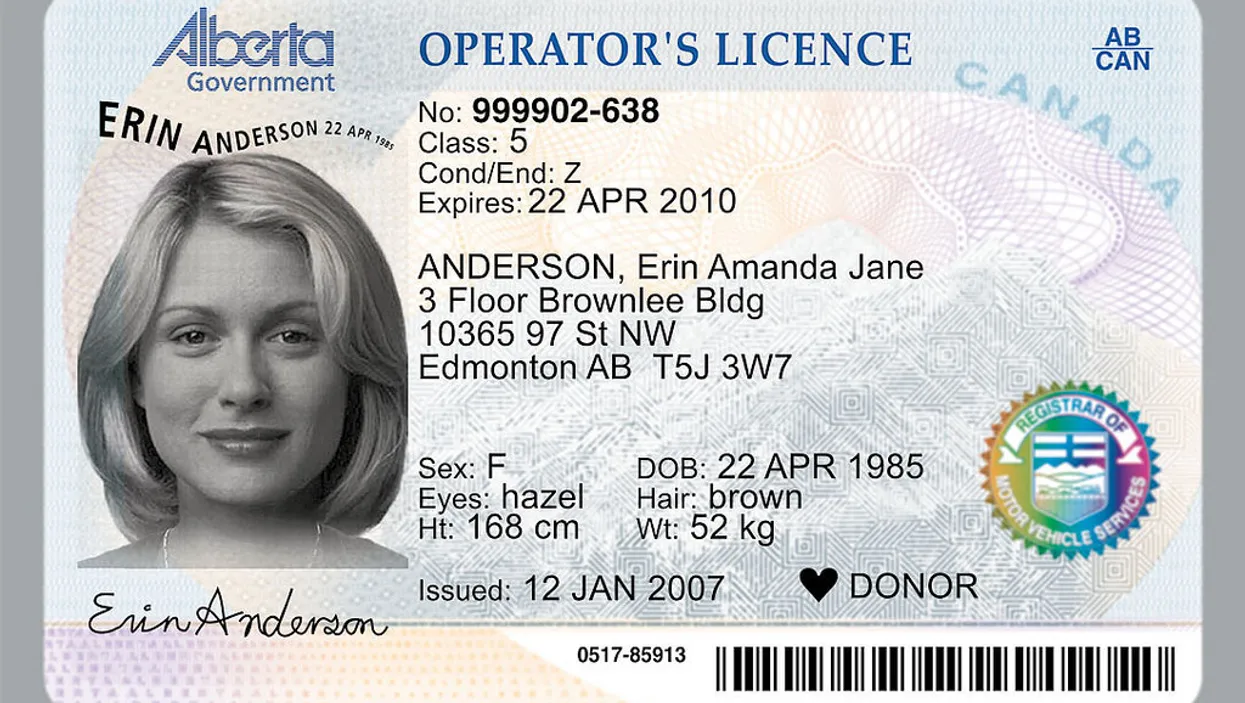 Alberta
Government
OPERATOR'S LICENCE
AB
CAN
CANADA
ERIN ANDERSON 22 APR 1985
No: 999902-638
Class: 5
Cond/End: Z
Expires: 22 APR 2010
ANDERSON, Erin Amanda Jane
3 Floor Brownlee Bldg
10365 97 St NW
Edmonton AB T5J 3W7
Sex: F DOB: 22 APR 1985
Eyes: hazel Hair: brown
Ht: 168 cm Wt: 52 kg
REGISTRAR OF
MOTOR VEHICLE SERVICES
Issued: 12 JAN 2007 ♥ DONOR
Erin Anderson
0517-85913